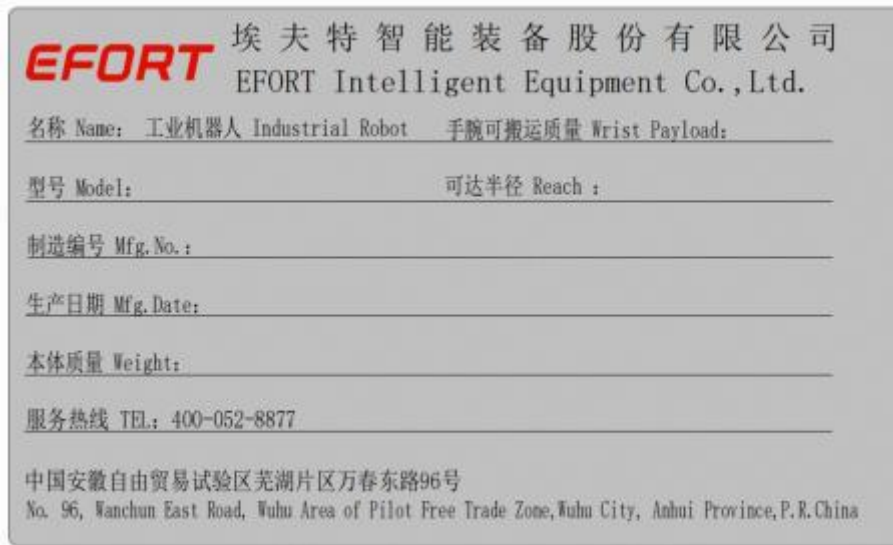 EFORT 埃夫特智能装备股份有限公司
EFORT Intelligent Equipment Co.,Ltd.
名称 Name: 工业机器人 Industrial Robot 手腕可搬运质量 Wrist Payload:
型号 Model: 可达半径 Reach :
制造编号 Mfg.No.:
生产日期 Mfg.Date:
本体质量 Weight:
服务热线 TEL: 400-052-8877
中国安徽自由贸易试验区芜湖片区万春东路96号
No. 96, Wanchun East Road, Wuhu Area of Pilot Free Trade Zone,Wuhu City, Anhui Province,P.R.China